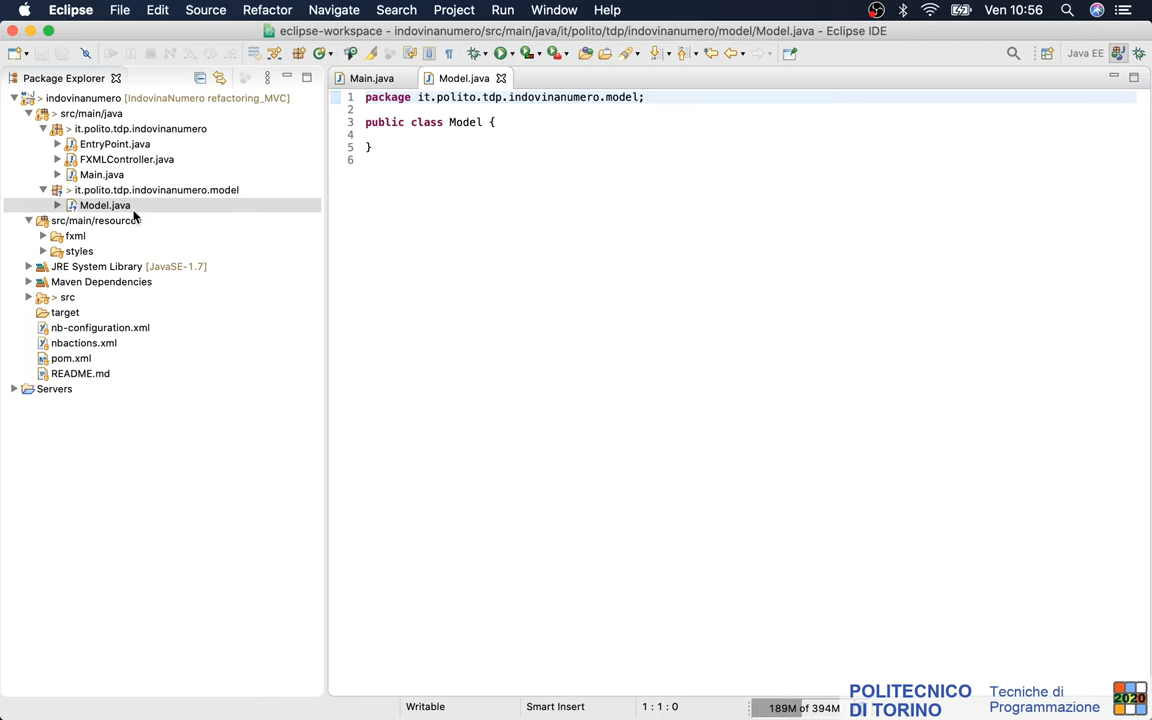 Eclipse File Edit Source Refactor Navigate Search Project Run Window Help Ven 10:56
eclipse-workspace - indovinanumero/src/main/java/it/polito/tdp/indovinanumero/model/Model.java - Eclipse IDE
Java EE
Package Explorer
Main.java Model.java
> indovinanumero [IndovinaNumero refactoring_MVC]
> src/main/java
> it.polito.tdp.indovinanumero
EntryPoint.java
FXMLController.java
Main.java
> it.polito.tdp.indovinanumero.model
Model.java
src/main/resource
fxml
styles
JRE System Library [JavaSE-1.7]
Maven Dependencies
> src
target
nb-configuration.xml
nbactions.xml
pom.xml
README.md
Servers
1 package it.polito.tdp.indovinanumero.model;
2
3 public class Model {
4
5 }
6
Writable Smart Insert 1 : 1 : 0 189M of 394M
POLITECNICO
DI TORINO
Tecniche di
Programmazione
2020